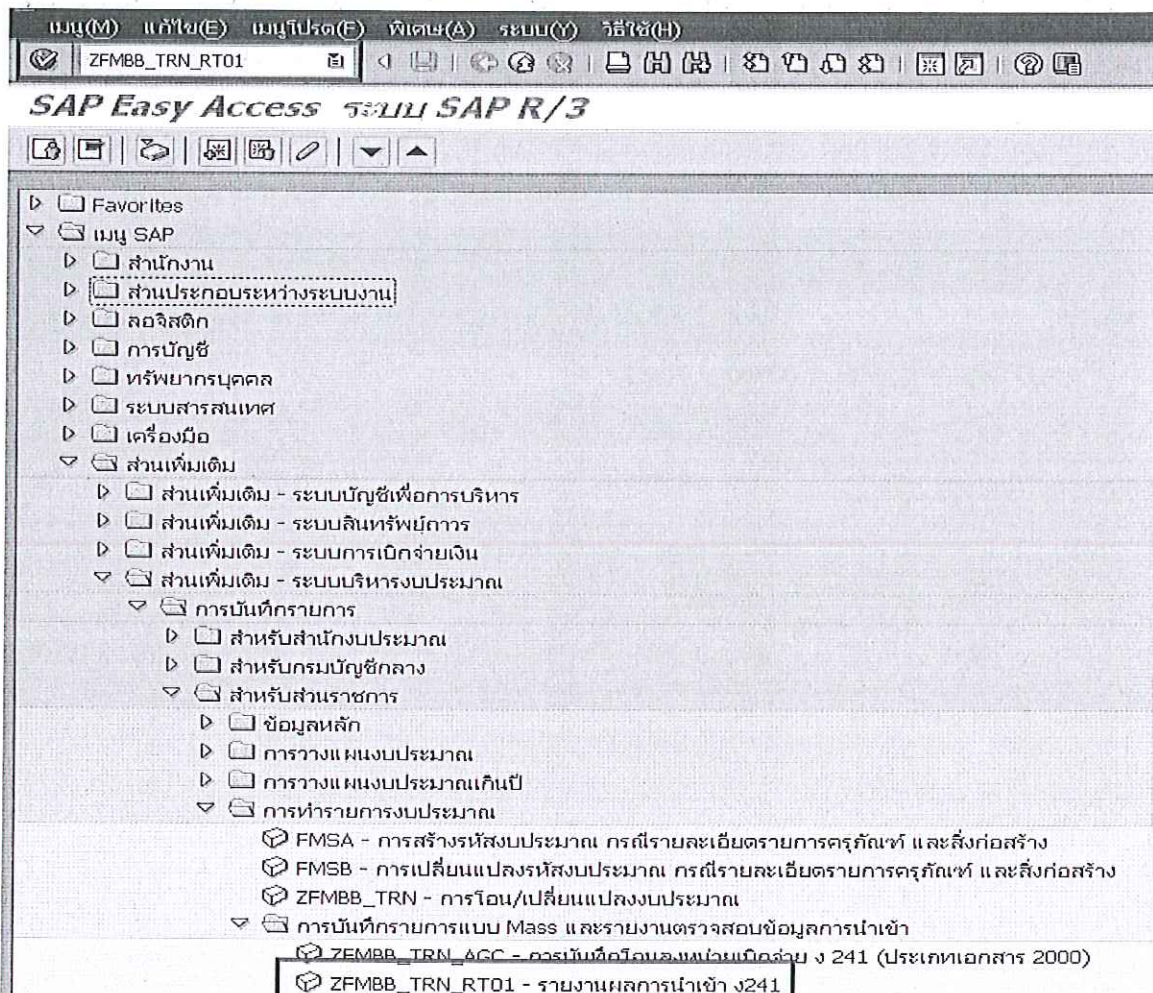 เมนู(M) แก้ไข(E) เมนูโปรด(F) พิเศษ(A) ระบบ(Y) วิธีใช้(H)
ZFMBB_TRN_RT01
SAP Easy Access ระบบ SAP R/3
Favorites
เมนู SAP
สำนักงาน
ส่วนประกอบระหว่างระบบงาน
ลอจิสติก
การบัญชี
ทรัพยากรบุคคล
ระบบสารสนเทศ
เครื่องมือ
ส่วนเพิ่มเติม
ส่วนเพิ่มเติม - ระบบบัญชีเพื่อการบริหาร
ส่วนเพิ่มเติม - ระบบสินทรัพย์ถาวร
ส่วนเพิ่มเติม - ระบบการเบิกจ่ายเงิน
ส่วนเพิ่มเติม - ระบบบริหารงบประมาณ
การบันทึกรายการ
สำหรับสำนักงบประมาณ
สำหรับกรมบัญชีกลาง
สำหรับส่วนราชการ
ข้อมูลหลัก
การวางแผนงบประมาณ
การวางแผนงบประมาณเกินปี
การทำรายการงบประมาณ
FMSA - การสร้างรหัสงบประมาณ กรณีรายละเอียดรายการครุภัณฑ์ และสิ่งก่อสร้าง
FMSB - การเปลี่ยนแปลงรหัสงบประมาณ กรณีรายละเอียดรายการครุภัณฑ์ และสิ่งก่อสร้าง
ZFMBB_TRN - การโอน/เปลี่ยนแปลงงบประมาณ
การบันทึกรายการแบบ Mass และรายงานตรวจสอบข้อมูลการนำเข้า
ZFMBB_TRN_AGC - การบันทึกโอนลงหน่วยเบิกจ่าย ง 241 (ประเภทเอกสาร 2000)
ZFMBB_TRN_RT01 - รายงานผลการนำเข้า ง241